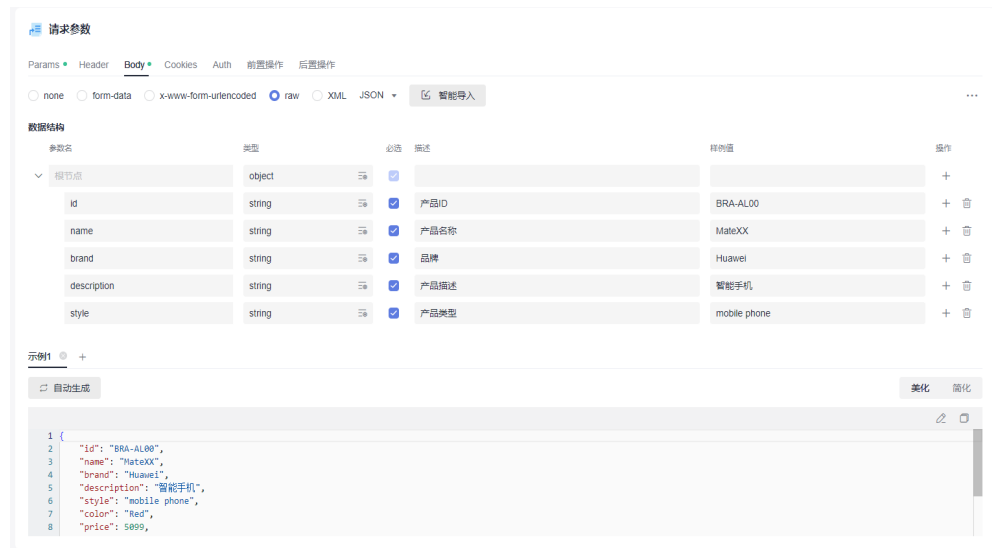 请求参数
Params Header Body Cookies Auth 前置操作 后置操作
none form-data x-www-form-urlencoded raw XML JSON 智能导入
数据结构
参数名 类型 必选 描述 样例值 操作
根节点 object
id string 产品ID BRA-AL00
name string 产品名称 MateXX
brand string 品牌 Huawei
description string 产品描述 智能手机
style string 产品类型 mobile phone
示例1
自动生成 美化 简化
1 {
2 "id": "BRA-AL00",
3 "name": "MateXX",
4 "brand": "Huawei",
5 "description": "智能手机",
6 "style": "mobile phone",
7 "color": "Red",
8 "price": 5099,